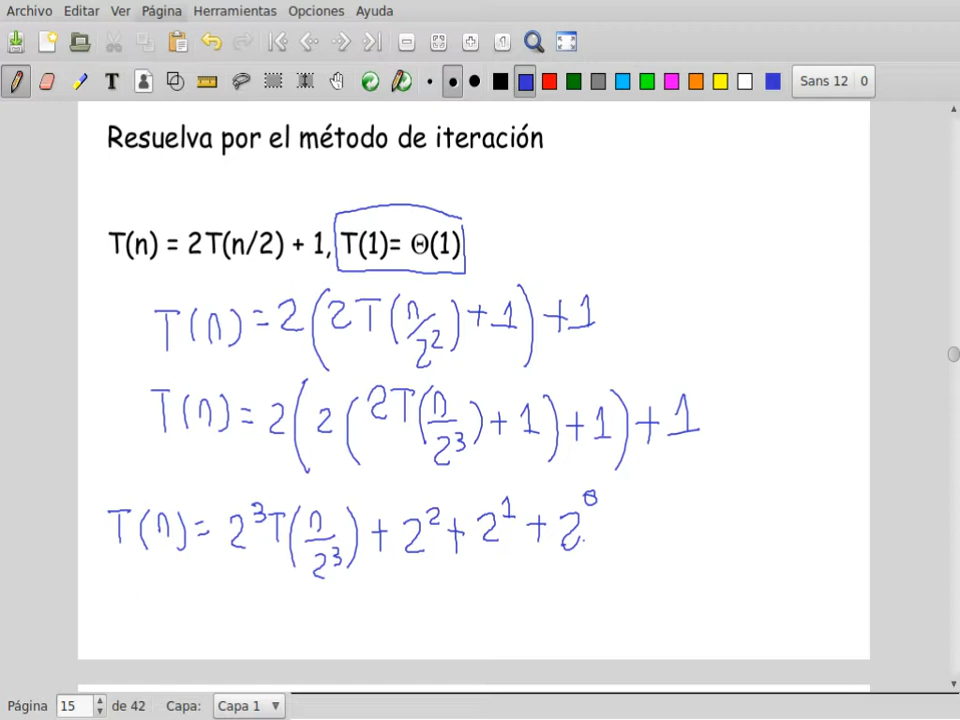 Archivo Editar Ver Página Herramientas Opciones Ayuda
Sans 12 0
Resuelva por el método de iteración
T(n) = 2T(n/2) + 1, T(1)= Θ(1)
T(n) = 2(2T(n/2²)+1)+1
T(n) = 2(2(2T(n/2³)+1)+1)+1
T(n) = 2³T(n/2³) + 2² + 2¹ + 2⁰
Página 15 de 42 Capa: Capa 1